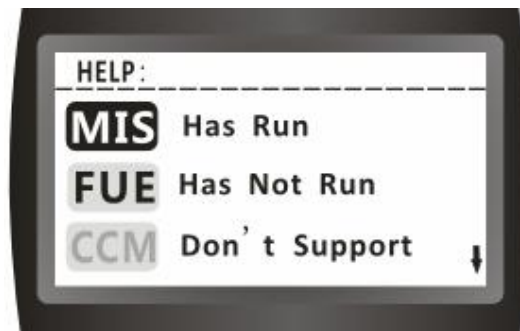 HELP:
MIS Has Run
FUE Has Not Run
CCM Don't Support